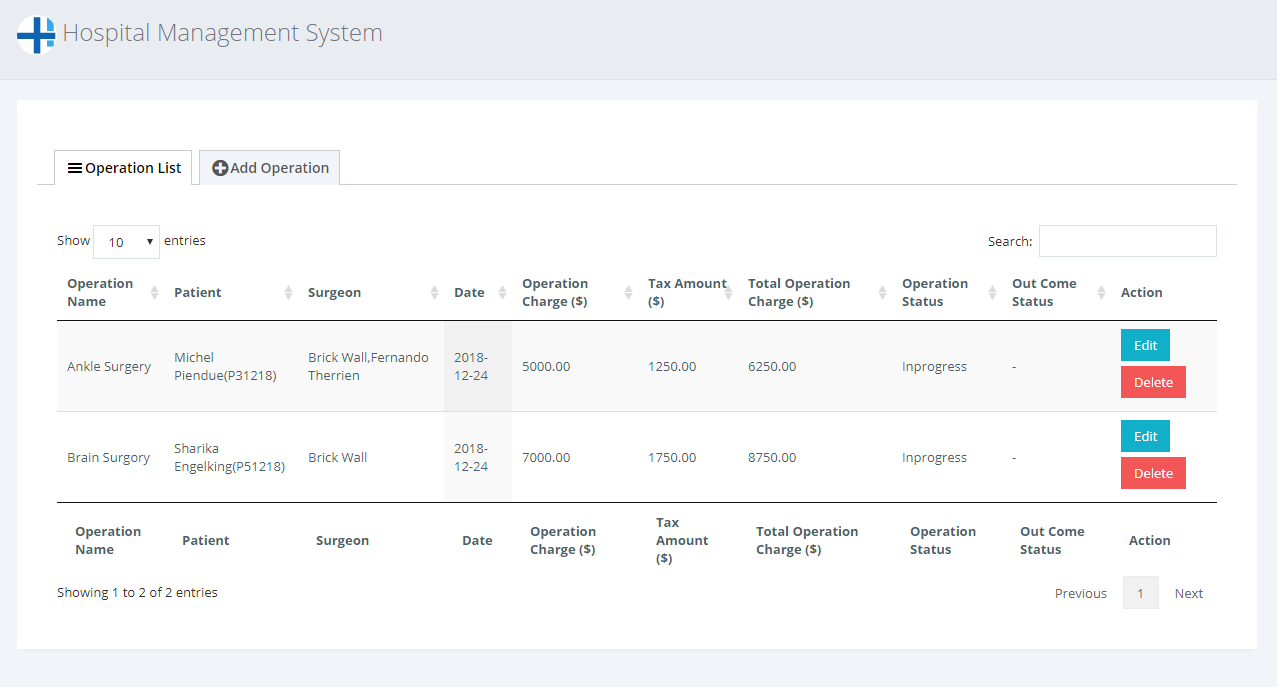 Hospital Management System
Operation List
Add Operation
Show 10 entries
Search:
Operation Name Patient Surgeon Date Operation Charge ($) Tax Amount ($) Total Operation Charge ($) Operation Status Out Come Status Action
Ankle Surgery Michel Piendue(P31218) Brick Wall,Fernando Therrien 2018-12-24 5000.00 1250.00 6250.00 Inprogress - Edit
Delete
Brain Surgory Sharika Engelking(P51218) Brick Wall 2018-12-24 7000.00 1750.00 8750.00 Inprogress - Edit
Delete
Operation Name Patient Surgeon Date Operation Charge ($) Tax Amount ($) Total Operation Charge ($) Operation Status Out Come Status Action
Showing 1 to 2 of 2 entries
Previous 1 Next